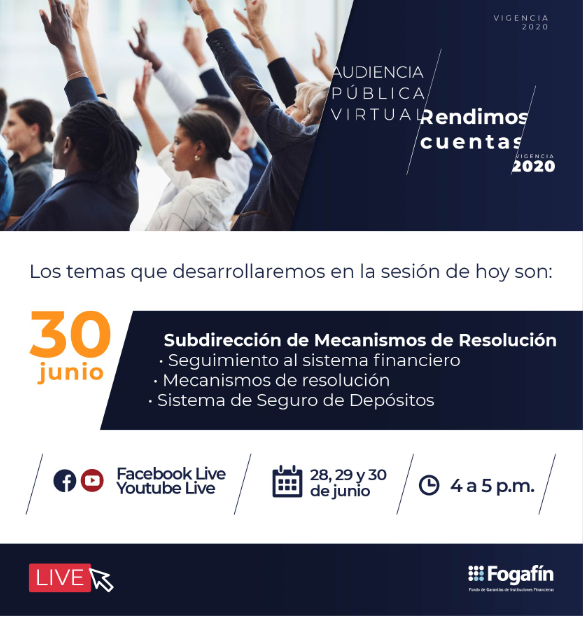 VIGENCIA
2020
AUDIENCIA
PÚBLICA
VIRTUAL
Rendimos
cuentas
VIGENCIA
2020
Los temas que desarrollaremos en la sesión de hoy son:
30
junio
Subdirección de Mecanismos de Resolución
• Seguimiento al sistema financiero
• Mecanismos de resolución
• Sistema de Seguro de Depósitos
Facebook Live
Youtube Live
28, 29 y 30
de junio
4 a 5 p.m.
LIVE
Fogafín
Fondo de Garantías de Instituciones Financieras